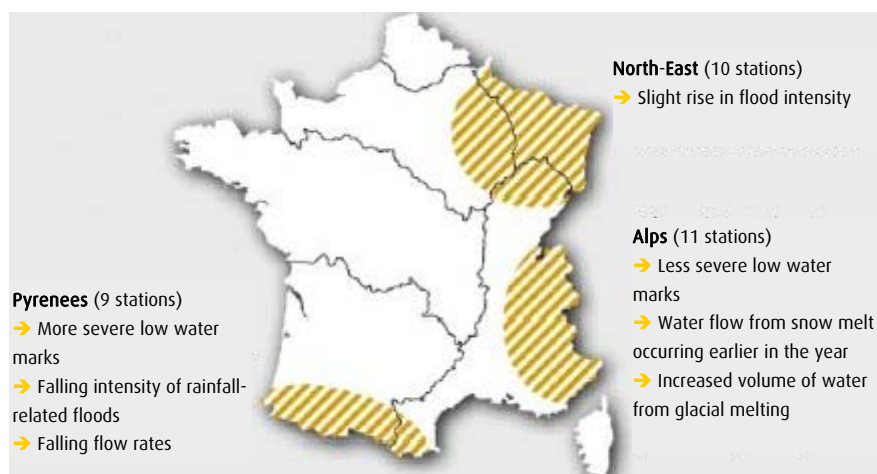 North-East (10 stations)
➔ Slight rise in flood intensity
Alps (11 stations)
➔ Less severe low water
marks
➔ Water flow from snow melt
occurring earlier in the year
➔ Increased volume of water
from glacial melting
Pyrenees (9 stations)
➔ More severe low water
marks
➔ Falling intensity of rainfall-
related floods
➔ Falling flow rates